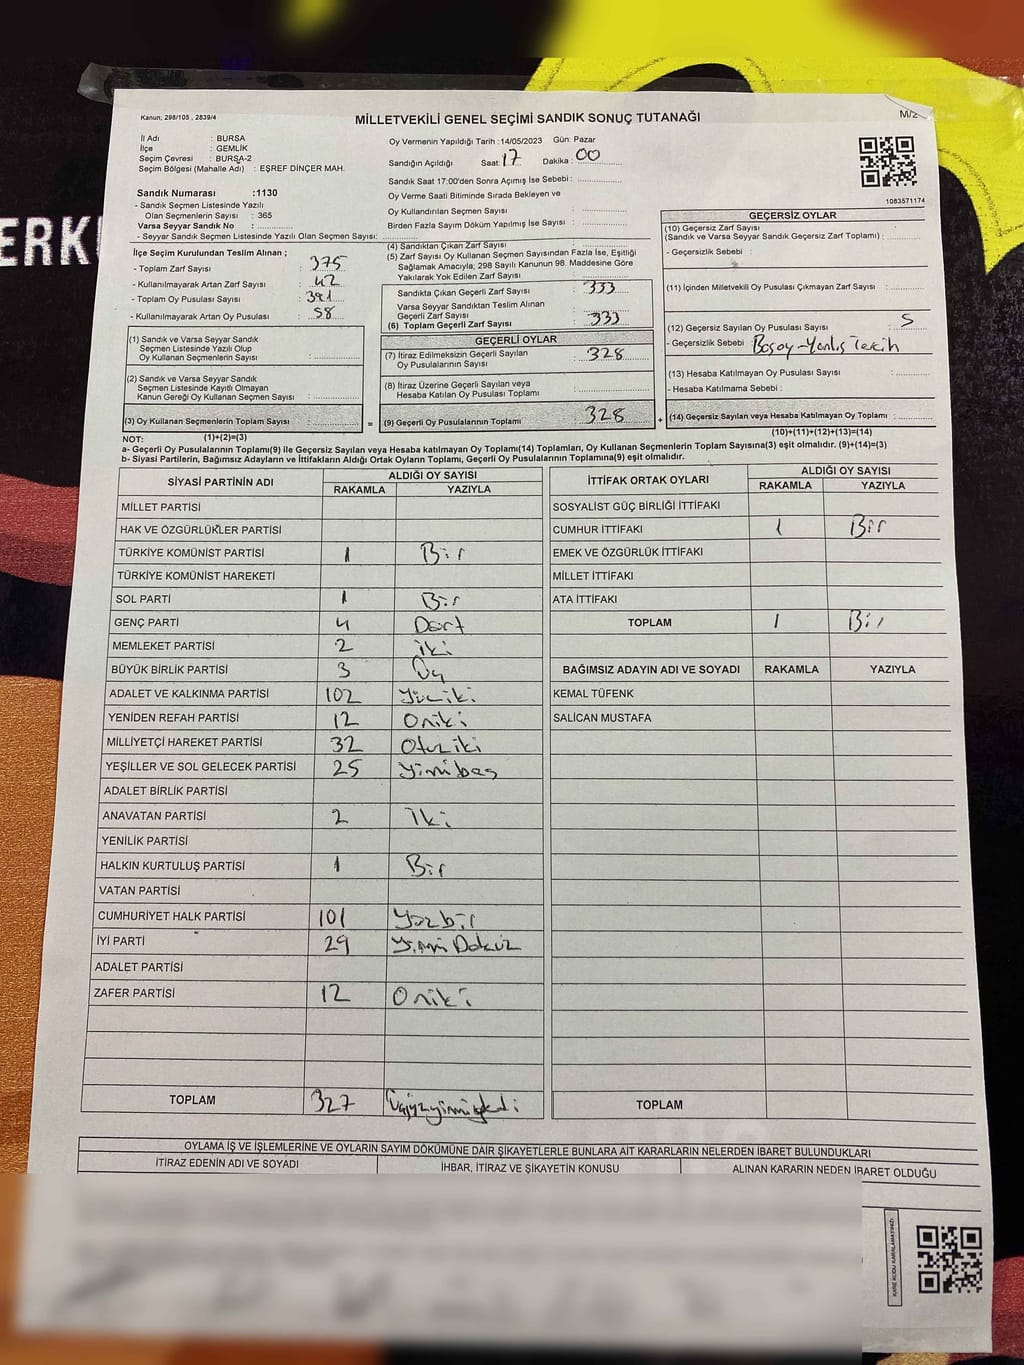 ERK
Kanun; 298/105 , 2839/4
MİLLETVEKİLİ GENEL SEÇİMİ SANDIK SONUÇ TUTANAĞI
M/2
İl Adı : BURSA
İlçe : GEMLİK
Seçim Çevresi : BURSA-2
Seçim Bölgesi (Mahalle Adı) : EŞREF DİNÇER MAH.
Sandık Numarası :1130
- Sandık Seçmen Listesinde Yazılı
Olan Seçmenlerin Sayısı : 365
Varsa Seyyar Sandık No :
- Seyyar Sandık Seçmen Listesinde Yazılı Olan Seçmen Sayısı:
Oy Vermenin Yapıldığı Tarih : 14/05/2023 Gün: Pazar
Sandığın Açıldığı Saat: 17 Dakika : 00
Sandık Saat 17:00'den Sonra Açımış İse Sebebi :
Oy Verme Saati Bitiminde Sırada Bekleyen ve
Oy Kullandırılan Seçmen Sayısı :
Birden Fazla Sayım Döküm Yapılmış İse Sayısı :
1083571174
İlçe Seçim Kurulundan Teslim Alınan ;
- Toplam Zarf Sayısı : 375
- Kullanılmayarak Artan Zarf Sayısı : 42
- Toplam Oy Pusulası Sayısı : 391
- Kullanılmayarak Artan Oy Pusulası : 58
(1) Sandık ve Varsa Seyyar Sandık
Seçmen Listesinde Yazılı Olup
Oy Kullanan Seçmenlerin Sayısı :
(2) Sandık ve Varsa Seyyar Sandık
Seçmen Listesinde Kayıtlı Olmayan
Kanun Gereği Oy Kullanan Seçmen Sayısı :
(3) Oy Kullanan Seçmenlerin Toplam Sayısı :
(1)+(2)=(3)
(4) Sandıktan Çıkan Zarf Sayısı :
(5) Zarf Sayısı Oy Kullanan Seçmen Sayısından Fazla İse, Eşitliği
Sağlamak Amacıyla; 298 Sayılı Kanunun 98. Maddesine Göre
Yakılarak Yok Edilen Zarf Sayısı :
Sandıkta Çıkan Geçerli Zarf Sayısı : 333
Varsa Seyyar Sandıktan Teslim Alınan
Geçerli Zarf Sayısı :
(6) Toplam Geçerli Zarf Sayısı : 333
GEÇERLİ OYLAR
(7) İtiraz Edilmeksizin Geçerli Sayılan
Oy Pusulalarının Sayısı : 328
(8) İtiraz Üzerine Geçerli Sayılan veya
Hesaba Katılan Oy Pusulası Toplamı :
= (9) Geçerli Oy Pusulalarının Toplamı : 328 +
GEÇERSİZ OYLAR
(10) Geçersiz Zarf Sayısı
(Sandık ve Varsa Seyyar Sandık Geçersiz Zarf Toplamı) :
- Geçersizlik Sebebi :
(11) İçinden Milletvekili Oy Pusulası Çıkmayan Zarf Sayısı :
(12) Geçersiz Sayılan Oy Pusulası Sayısı : 5
- Geçersizlik Sebebi : Boşoy-Yanlış Tercih
(13) Hesaba Katılmayan Oy Pusulası Sayısı :
- Hesaba Katılmama Sebebi :
(14) Geçersiz Sayılan veya Hesaba Katılmayan Oy Toplamı :
(10)+(11)+(12)+(13)=(14)
NOT:
a- Geçerli Oy Pusulalarının Toplamı(9) ile Geçersiz Sayılan veya Hesaba katılmayan Oy Toplamı(14) Toplamları, Oy Kullanan Seçmenlerin Toplam Sayısına(3) eşit olmalıdır. (9)+(14)=(3)
b- Siyasi Partilerin, Bağımsız Adayların ve İttifakların Aldığı Ortak Oyların Toplamı, Geçerli Oy Pusulalarının Toplamına(9) eşit olmalıdır.
SİYASİ PARTİNİN ADI ALDIĞI OY SAYISI
RAKAMLA YAZIYLA
MİLLET PARTİSİ
HAK VE ÖZGÜRLÜKLER PARTİSİ
TÜRKİYE KOMÜNİST PARTİSİ 1 Bir
TÜRKİYE KOMÜNİST HAREKETİ
SOL PARTİ 1 Bir
GENÇ PARTİ 4 Dört
MEMLEKET PARTİSİ 2 iki
BÜYÜK BİRLİK PARTİSİ 3 Üç
ADALET VE KALKINMA PARTİSİ 102 Yüziki
YENİDEN REFAH PARTİSİ 12 Oniki
MİLLİYETÇİ HAREKET PARTİSİ 32 Otuziki
YEŞİLLER VE SOL GELECEK PARTİSİ 25 yirmibeş
ADALET BİRLİK PARTİSİ
ANAVATAN PARTİSİ 2 İki
YENİLİK PARTİSİ
HALKIN KURTULUŞ PARTİSİ 1 Bir
VATAN PARTİSİ
CUMHURİYET HALK PARTİSİ 101 Yüzbir
İYİ PARTİ 29 Yirmi Dokuz
ADALET PARTİSİ
ZAFER PARTİSİ 12 Oniki
TOPLAM 327 Üçyüzyirmiyedi
İTTİFAK ORTAK OYLARI ALDIĞI OY SAYISI
RAKAMLA YAZIYLA
SOSYALİST GÜÇ BİRLİĞİ İTTİFAKI
CUMHUR İTTİFAKI 1 Bir
EMEK VE ÖZGÜRLÜK İTTİFAKI
MİLLET İTTİFAKI
ATA İTTİFAKI
TOPLAM 1 Bir
BAĞIMSIZ ADAYIN ADI VE SOYADI RAKAMLA YAZIYLA
KEMAL TÜFENK
SALİCAN MUSTAFA
TOPLAM
OYLAMA İŞ VE İŞLEMLERİNE VE OYLARIN SAYIM DÖKÜMÜNE DAİR ŞİKAYETLERLE BUNLARA AİT KARARLARIN NELERDEN İBARET BULUNDUKLARI
İTİRAZ EDENİN ADI VE SOYADI İHBAR, İTİRAZ VE ŞİKAYETİN KONUSU ALINAN KARARIN NEDEN İBARET OLDUĞU
KARE KODU KARALAMAYINIZ!